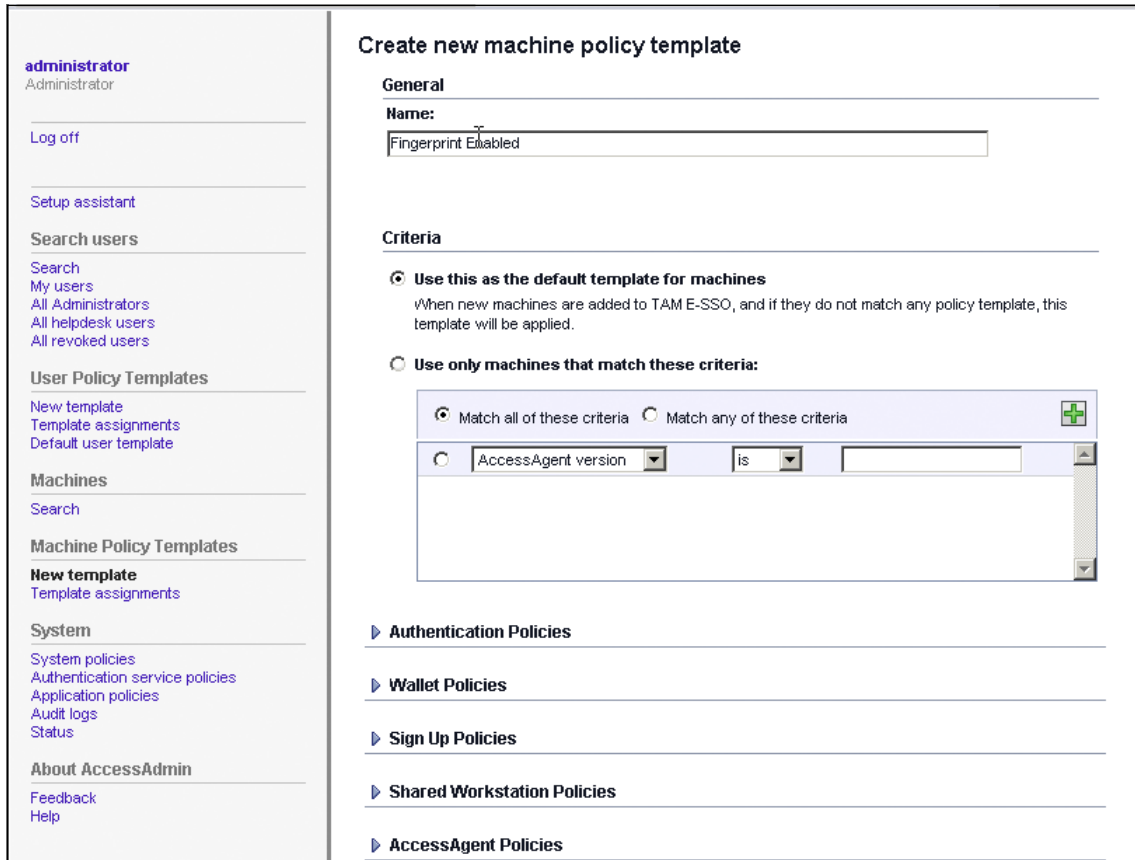 administrator
Administrator
Log off
Setup assistant
Search users
Search
My users
All Administrators
All helpdesk users
All revoked users
User Policy Templates
New template
Template assignments
Default user template
Machines
Search
Machine Policy Templates
New template
Template assignments
System
System policies
Authentication service policies
Application policies
Audit logs
Status
About AccessAdmin
Feedback
Help
Create new machine policy template
General
Name:
Fingerprint Enabled
Criteria
Use this as the default template for machines
When new machines are added to TAM E-SSO, and if they do not match any policy template, this
template will be applied.
Use only machines that match these criteria:
Match all of these criteria Match any of these criteria
AccessAgent version is
Authentication Policies
Wallet Policies
Sign Up Policies
Shared Workstation Policies
AccessAgent Policies